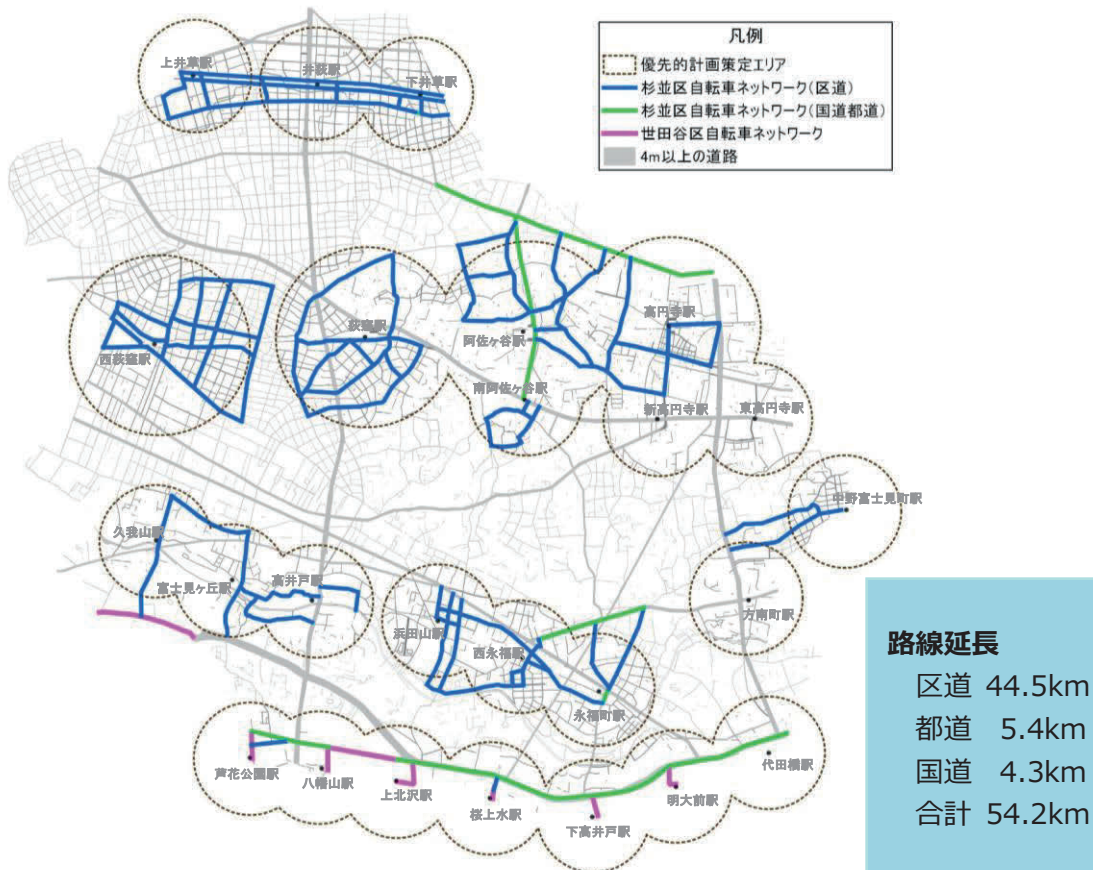 凡例
優先的計画策定エリア
杉並区自転車ネットワーク(区道)
杉並区自転車ネットワーク(国道都道)
世田谷区自転車ネットワーク
4m以上の道路
上井草駅
井荻駅
下井草駅
西荻窪駅
荻窪駅
阿佐ヶ谷駅
高円寺駅
南阿佐ヶ谷駅
新高円寺駅
東高円寺駅
中野富士見町駅
久我山駅
富士見ヶ丘駅
高井戸駅
浜田山駅
西永福駅
永福町駅
方南町駅
芦花公園駅
八幡山駅
上北沢駅
桜上水駅
下高井戸駅
明大前駅
代田橋駅
路線延長
区道 44.5km
都道 5.4km
国道 4.3km
合計 54.2km